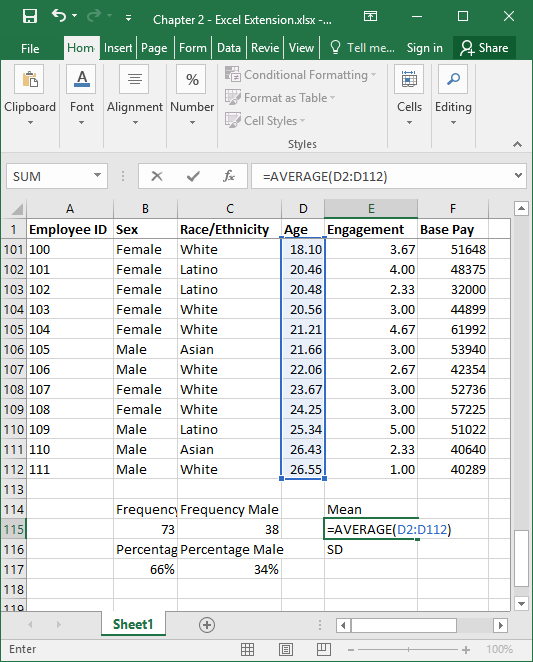 Chapter 2 - Excel Extension.xlsx -...
File Home Insert Page Form Data Revie View Tell me... Sign in Share
Clipboard Font Alignment Number Conditional Formatting Format as Table Cell Styles Cells Editing
Styles
SUM fx =AVERAGE(D2:D112)
A B C D E F
1 Employee ID Sex Race/Ethnicity Age Engagement Base Pay
101 100 Female White 18.10 3.67 51648
102 101 Female Latino 20.46 4.00 48375
103 102 Female Latino 20.48 2.33 32000
104 103 Female White 20.56 3.00 44899
105 104 Female White 21.21 4.67 61992
106 105 Male Asian 21.66 3.00 53940
107 106 Male White 22.06 2.67 42354
108 107 Female White 23.67 3.00 52736
109 108 Female White 24.25 3.00 57225
110 109 Male Latino 25.34 5.00 51022
111 110 Male Asian 26.43 2.33 40640
112 111 Male White 26.55 1.00 40289
113
114 Frequency Frequency Male Mean
115 73 38 =AVERAGE(D2:D112)
116 Percentag Percentage Male SD
117 66% 34%
118
119
Sheet1
Enter 100%